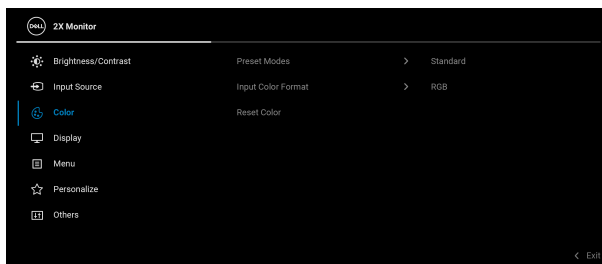 DELL 2X Monitor
Brightness/Contrast Preset Modes > Standard
Input Source Input Color Format > RGB
Color Reset Color
Display
Menu
Personalize
Others
< Exit